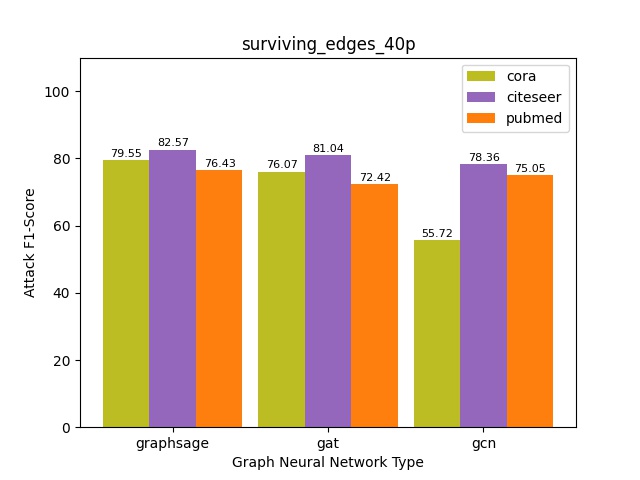 surviving_edges_40p
cora
citeseer
pubmed
100
80
60
40
20
0
Attack F1-Score
79.55
82.57
76.43
76.07
81.04
72.42
55.72
78.36
75.05
graphsage
gat
gcn
Graph Neural Network Type